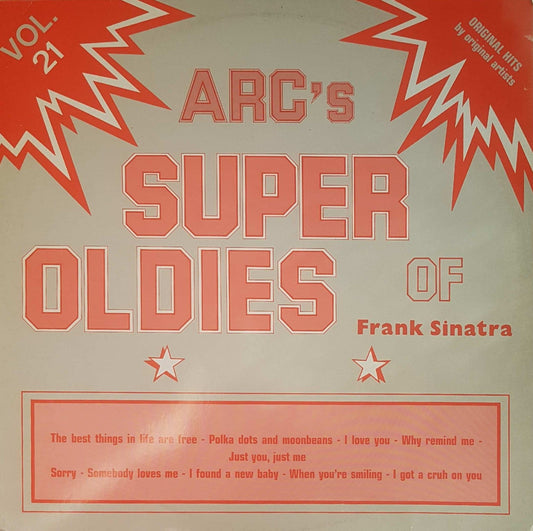 VOL.
21
ORIGINAL HITS
by original artists
ARC's
SUPER
OLDIES
OF
Frank Sinatra
The best things in life are free - Polka dots and moonbeans - I love you - Why remind me -
Just you, just me
Sorry - Somebody loves me - I found a new baby - When you're smiling - I got a cruh on you